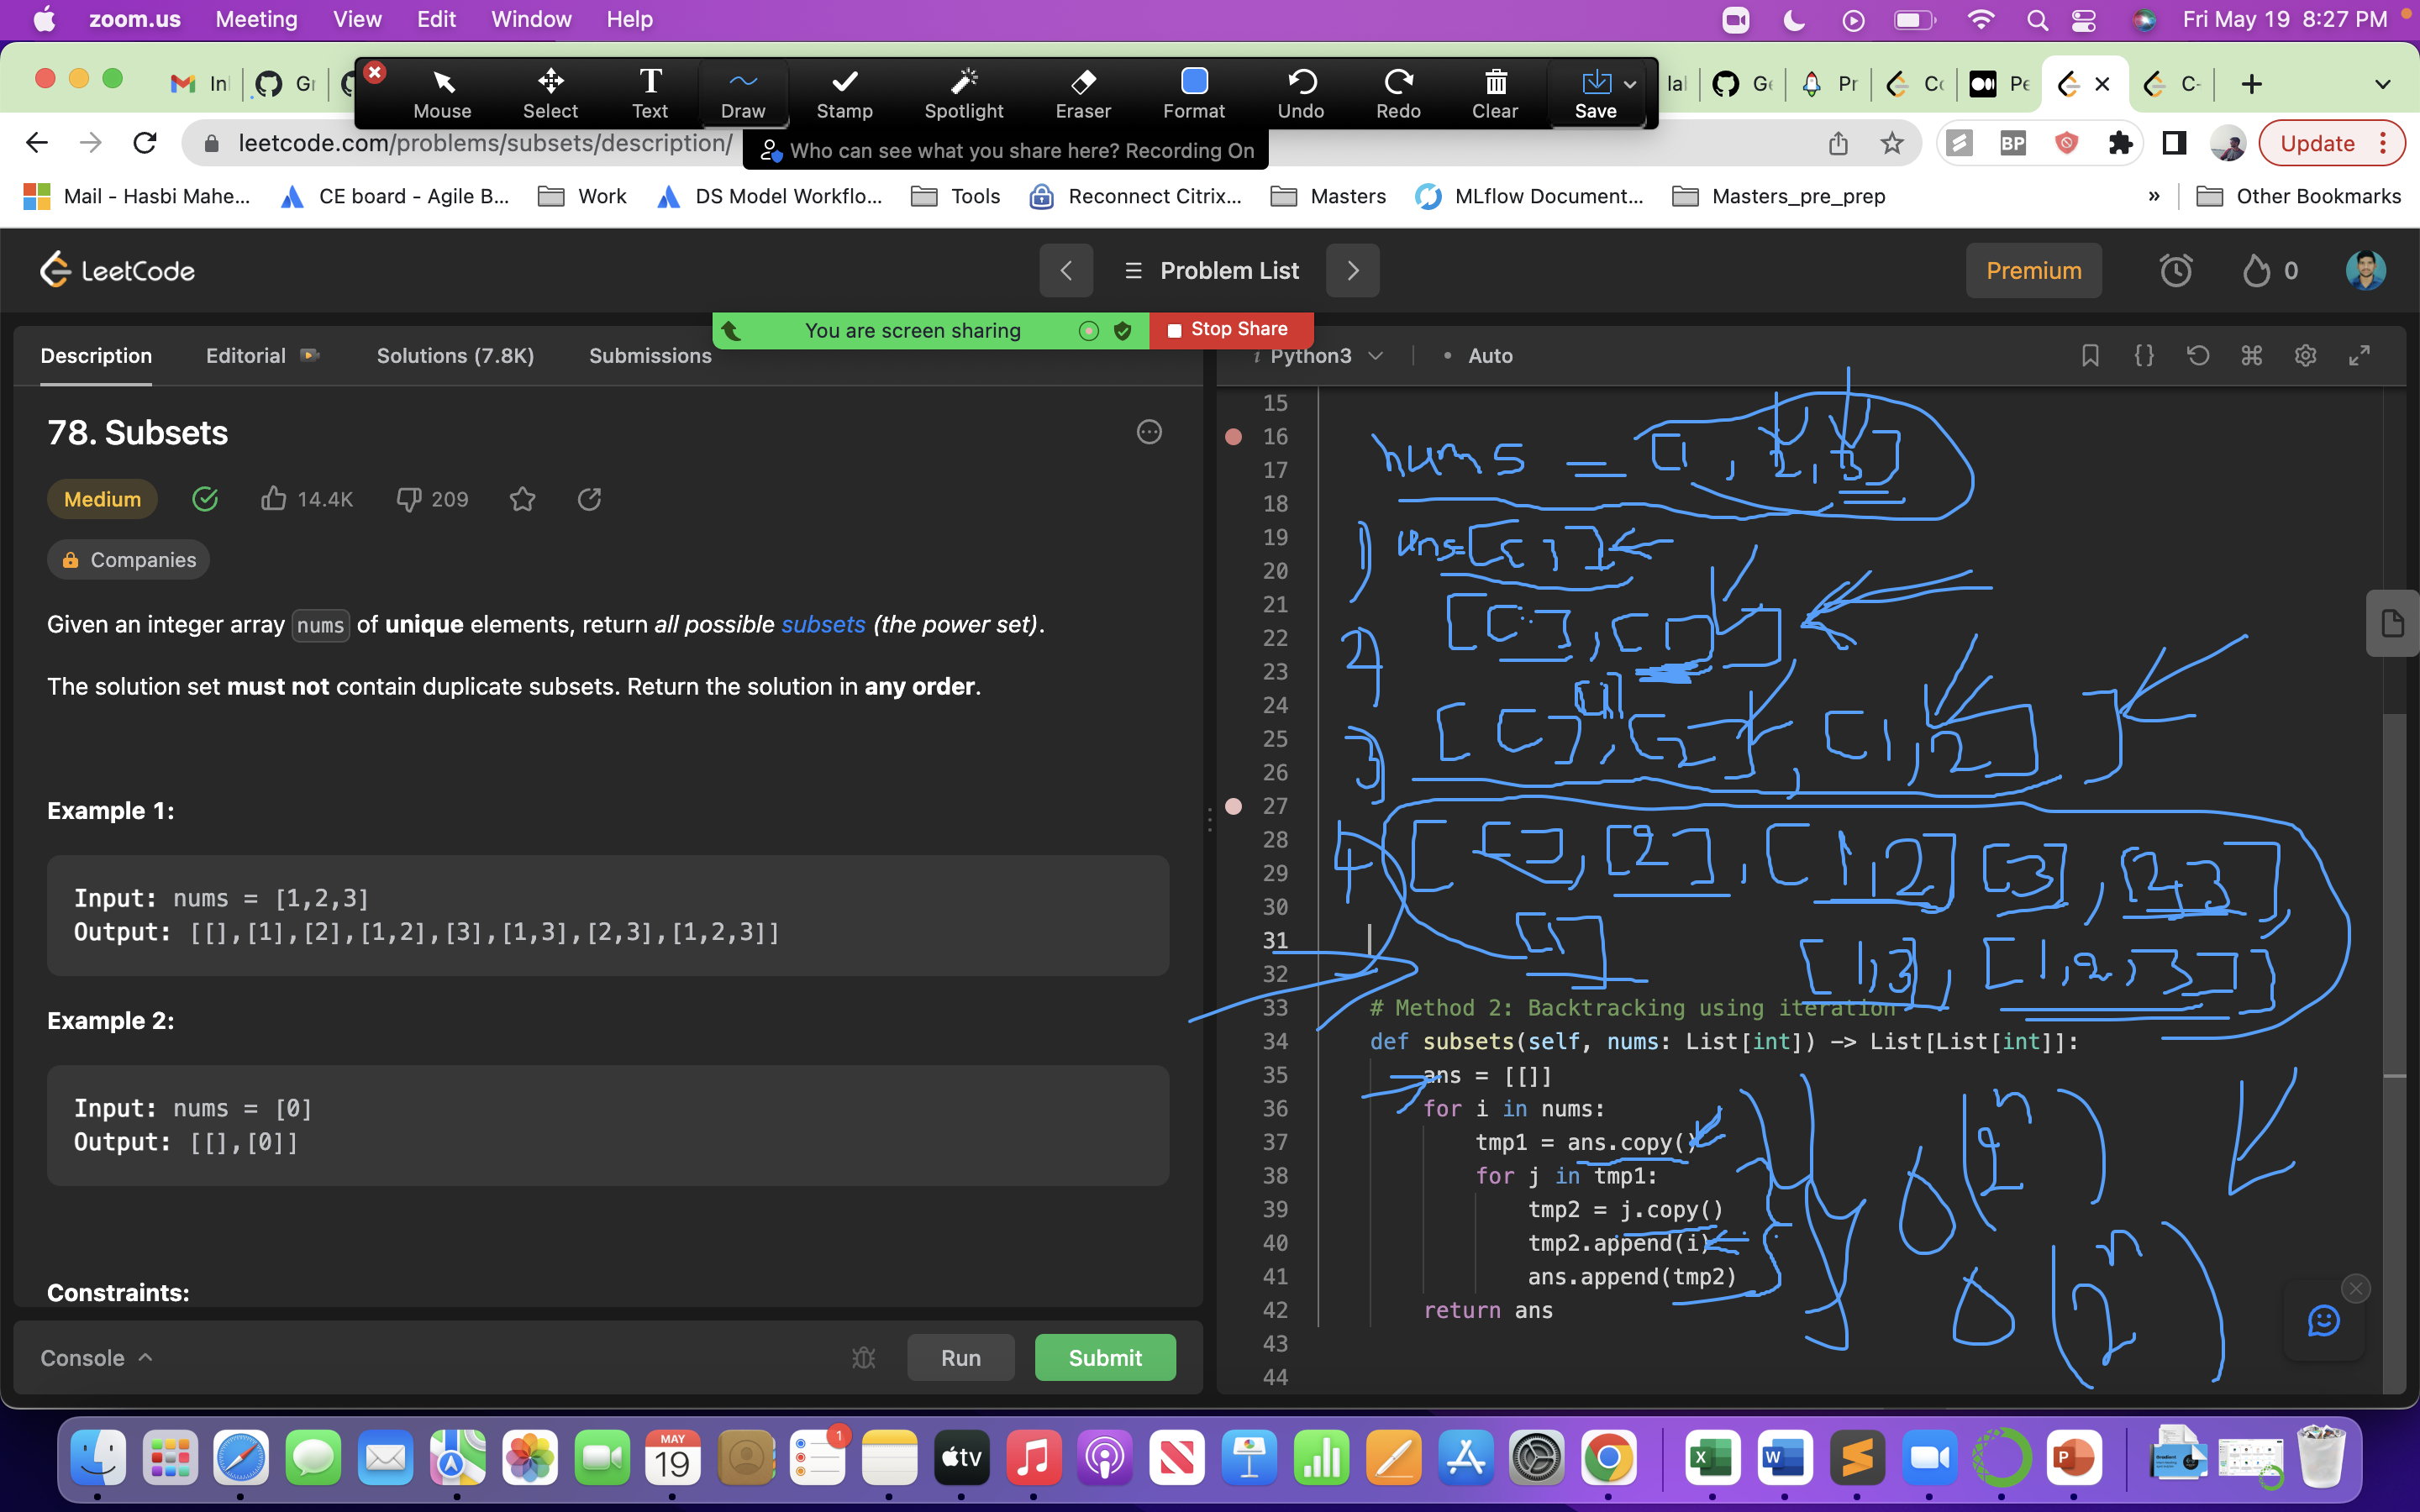 zoom.us Meeting View Edit Window Help Fri May 19 8:27 PM
Mouse Select Text Draw Stamp Spotlight Eraser Format Undo Redo Clear Save
leetcode.com/problems/subsets/description/
Who can see what you share here? Recording On
Update
Mail - Hasbi Mahe... CE board - Agile B... Work DS Model Workflo... Tools Reconnect Citrix... Masters MLflow Document... Masters_pre_prep » Other Bookmarks
LeetCode Problem List Premium 0
You are screen sharing Stop Share
Description Editorial Solutions (7.8K) Submissions
Python3 Auto
78. Subsets
Medium 14.4K 209
Companies
Given an integer array nums of unique elements, return all possible subsets (the power set).
The solution set must not contain duplicate subsets. Return the solution in any order.
Example 1:
Input: nums = [1,2,3]
Output: [[],[1],[2],[1,2],[3],[1,3],[2,3],[1,2,3]]
Example 2:
Input: nums = [0]
Output: [[],[0]]
Constraints:
Console Run Submit
15
16
17
18
19
20
21
22
23
24
25
26
27
28
29
30
31
32
nums = [1, 2, 3]
1) ans=[[ ]]
2) [[ ], [ ]]
[1]
3) [[ ], [2], [1,2] ]
4) [ [ ], [2], [1,2] [3], [2,3],
[1] [1,3], [1,2,3]]
33 # Method 2: Backtracking using iteration
34 def subsets(self, nums: List[int]) -> List[List[int]]:
35 ans = [[]]
36 for i in nums:
37 tmp1 = ans.copy()
38 for j in tmp1:
39 tmp2 = j.copy()
40 tmp2.append(i)
41 ans.append(tmp2)
42 return ans
43
44
O(2^n)
O(2^n)
MAY
19
1
tv